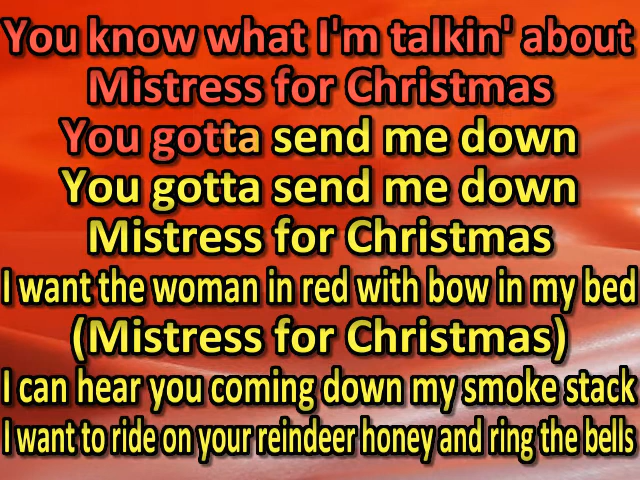 You know what I'm talkin' about
Mistress for Christmas
You gotta send me down
You gotta send me down
Mistress for Christmas
I want the woman in red with bow in my bed
(Mistress for Christmas)
I can hear you coming down my smoke stack
I want to ride on your reindeer honey and ring the bells